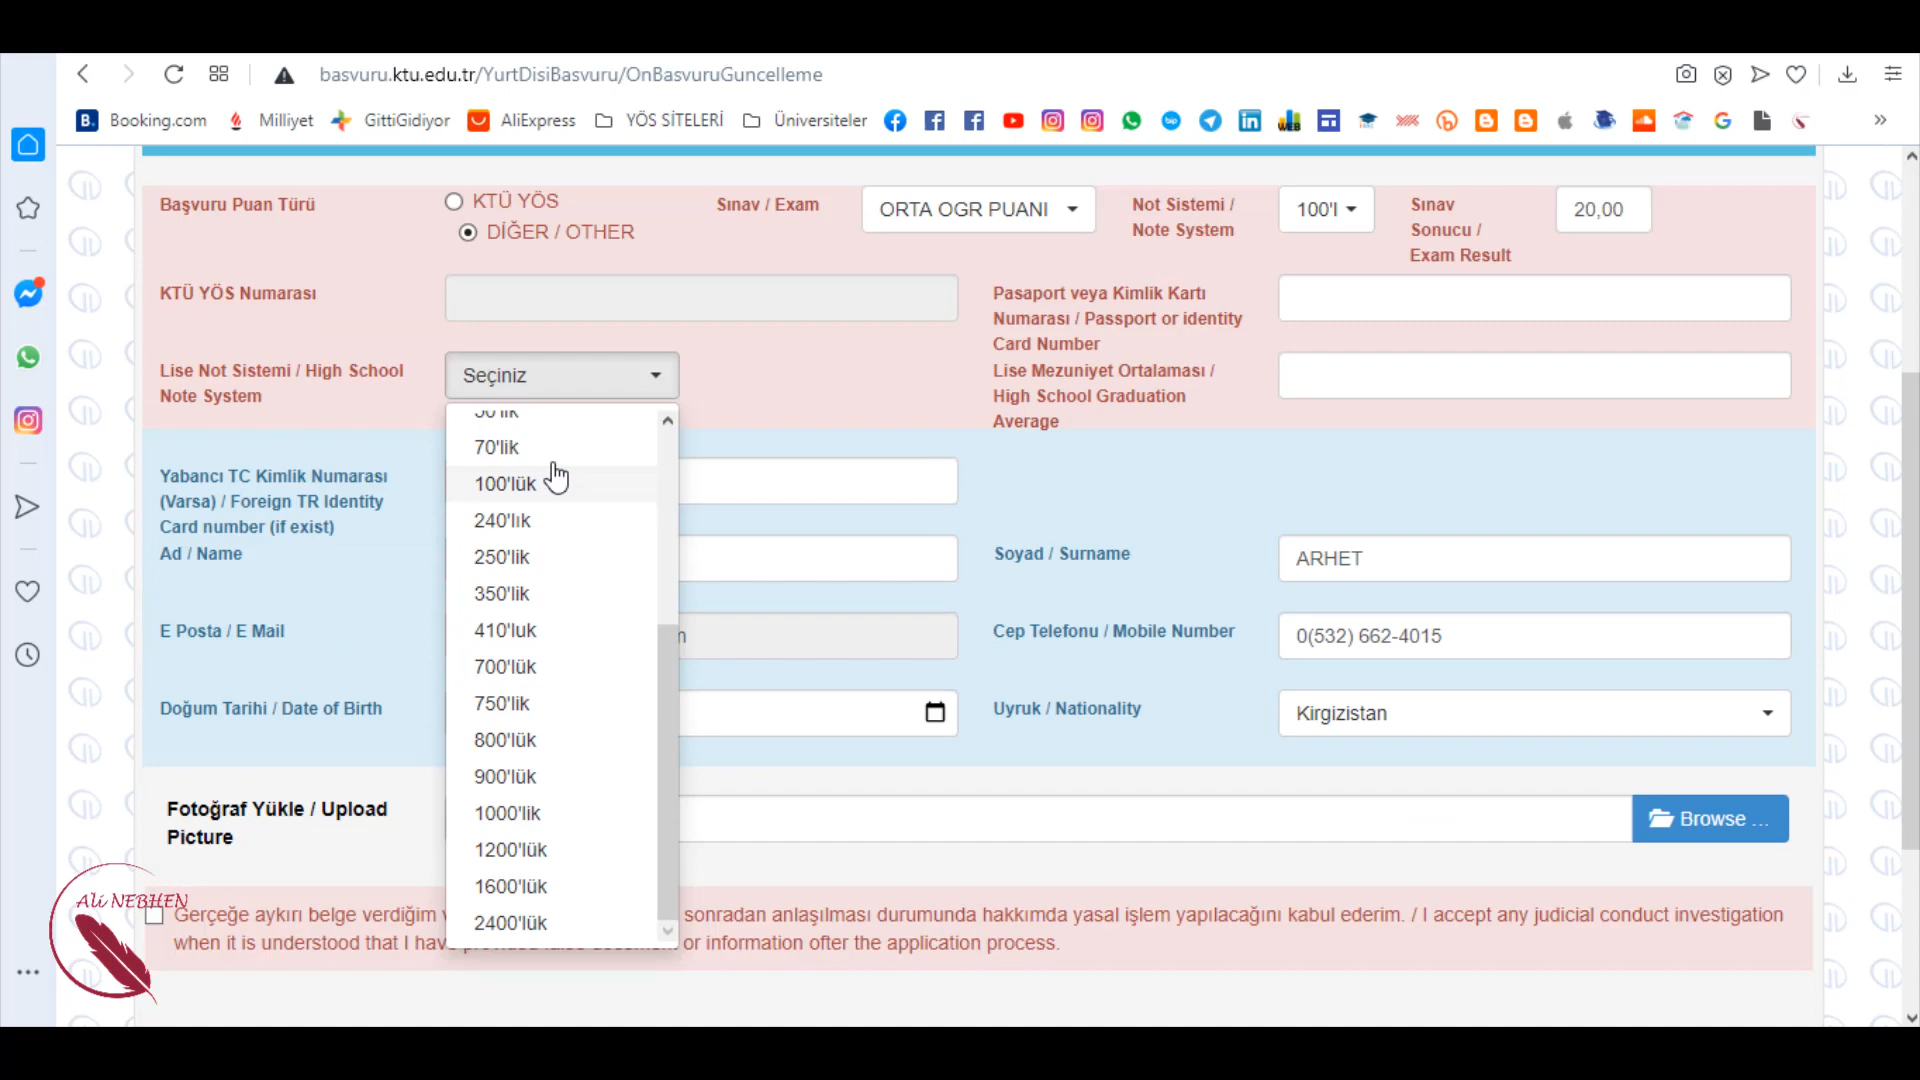 basvuru.ktu.edu.tr/YurtDisiBasvuru/OnBasvuruGuncelleme
B. Booking.com Milliyet GittiGidiyor AliExpress YÖS SİTELERİ Üniversiteler
Başvuru Puan Türü
KTÜ YÖS
DİĞER / OTHER
Sınav / Exam
ORTA OGR PUANI
Not Sistemi /
Note System
100'l
Sınav
Sonucu /
Exam Result
20,00
KTÜ YÖS Numarası
Pasaport veya Kimlik Kartı
Numarası / Passport or identity
Card Number
Lise Not Sistemi / High School
Note System
Seçiniz
Lise Mezuniyet Ortalaması /
High School Graduation
Average
70'lik
100'lük
240'lık
250'lik
350'lik
410'luk
700'lük
750'lik
800'lük
900'lük
1000'lik
1200'lük
1600'lük
2400'lük
Yabancı TC Kimlik Numarası
(Varsa) / Foreign TR Identity
Card number (if exist)
Ad / Name
Soyad / Surname
ARHET
E Posta / E Mail
Cep Telefonu / Mobile Number
0(532) 662-4015
Doğum Tarihi / Date of Birth
Uyruk / Nationality
Kirgizistan
Fotoğraf Yükle / Upload
Picture
Browse ...
Ali NEBHEN
Gerçeğe aykırı belge verdiğim sonradan anlaşılması durumunda hakkımda yasal işlem yapılacağını kabul ederim. / I accept any judicial conduct investigation
when it is understood that I have or information ofter the application process.